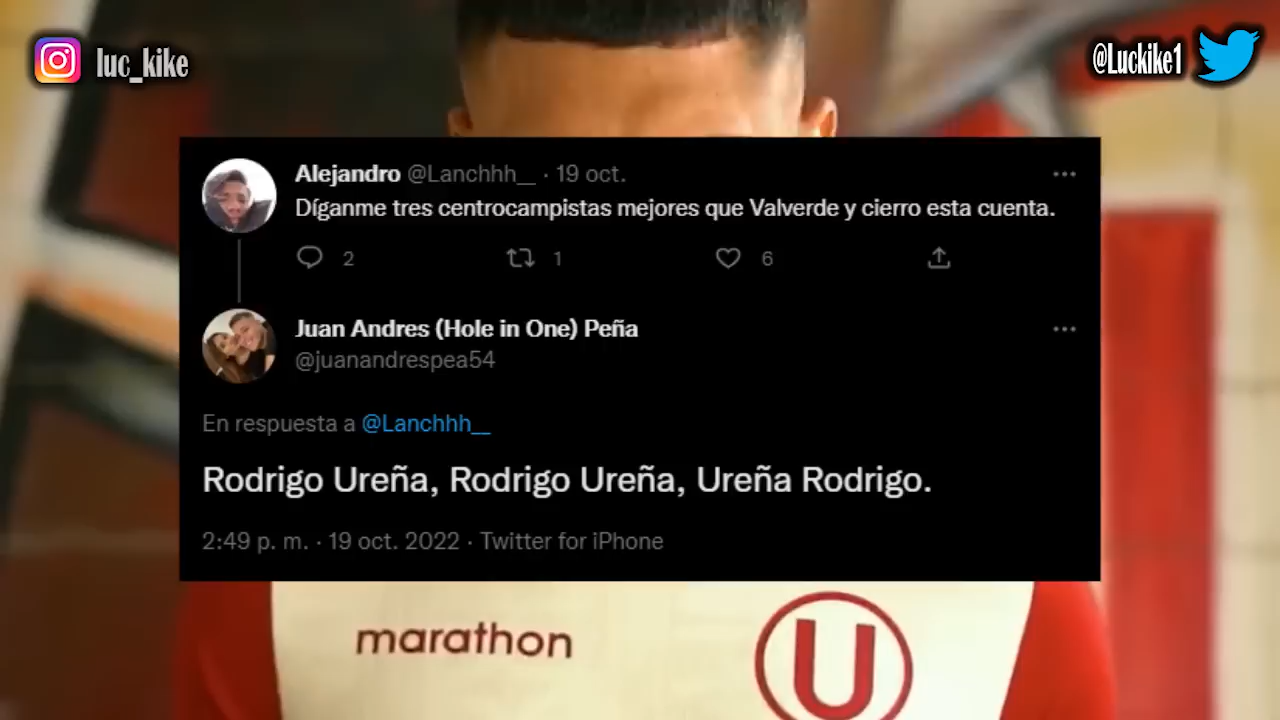 luc_kike
@Luckike1
Alejandro @Lanchhh__ · 19 oct.
Díganme tres centrocampistas mejores que Valverde y cierro esta cuenta.
2 1 6
Juan Andres (Hole in One) Peña
@juanandrespea54
En respuesta a @Lanchhh__
Rodrigo Ureña, Rodrigo Ureña, Ureña Rodrigo.
2:49 p. m. · 19 oct. 2022 · Twitter for iPhone
marathon
U